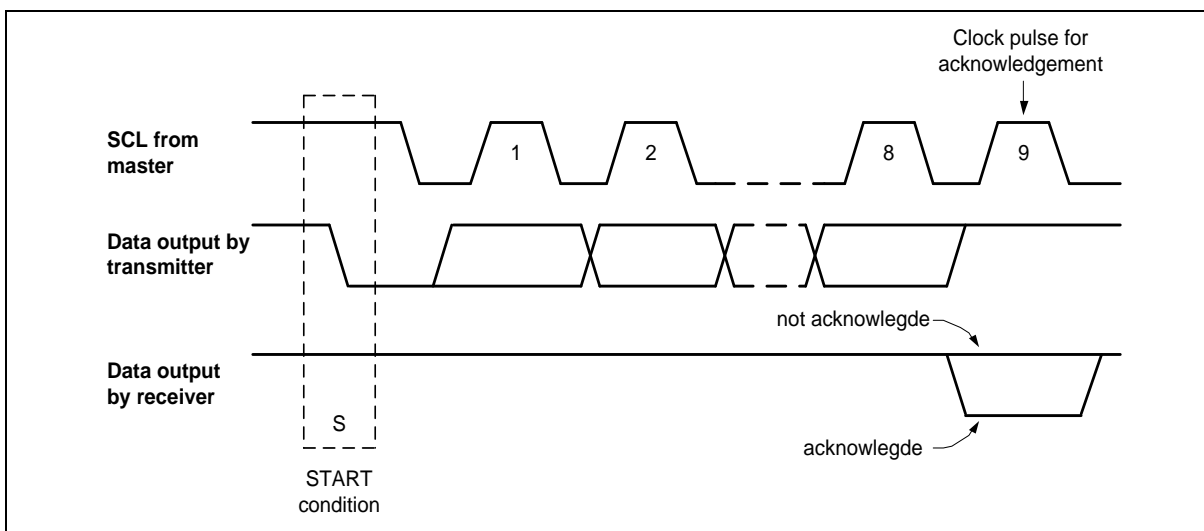 Clock pulse for
acknowledgement
SCL from
master
1
2
8
9
Data output by
transmitter
not acknowlegde
Data output
by receiver
S
acknowlegde
START
condition